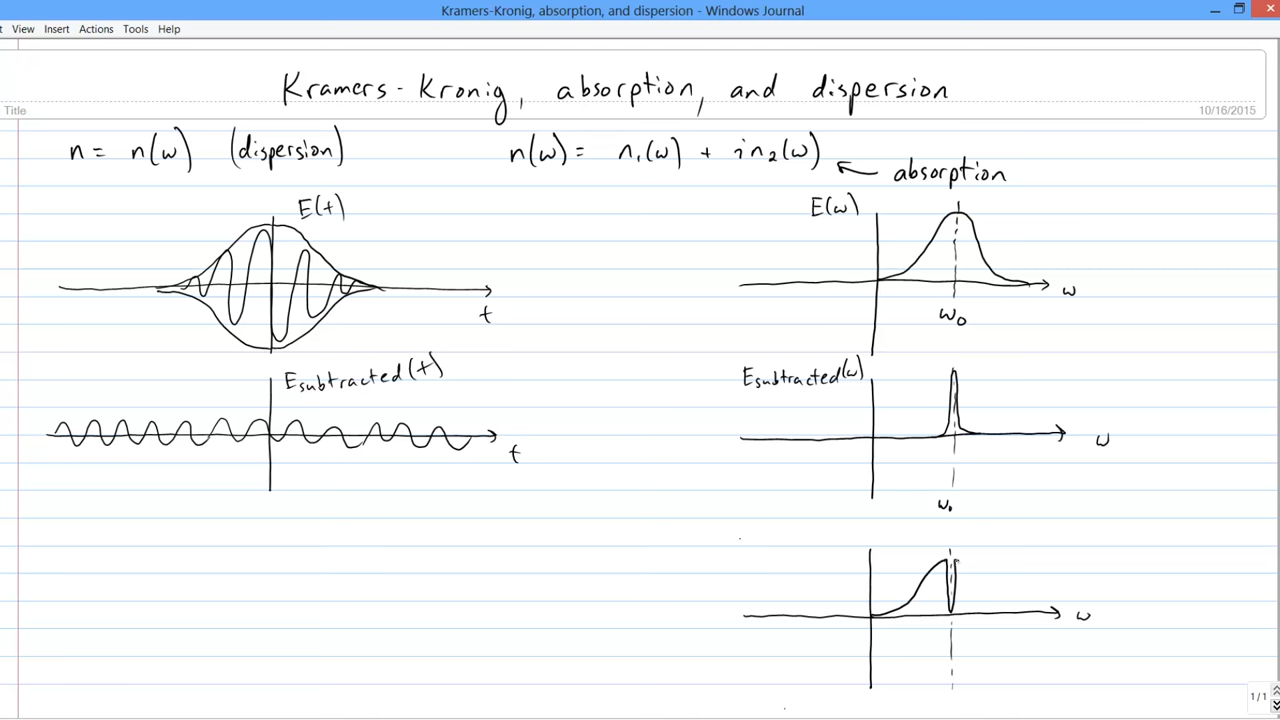 Kramers-Kronig, absorption, and dispersion - Windows Journal
View Insert Actions Tools Help
Kramers-Kronig, absorption, and dispersion
Title
10/16/2015
n = n(ω) (dispersion)
n(ω) = n₁(ω) + in₂(ω)
absorption
E(t)
t
E(ω)
ω
ω₀
Esubtracted(t)
t
Esubtracted(ω)
ω
ω₀
ω
1/1